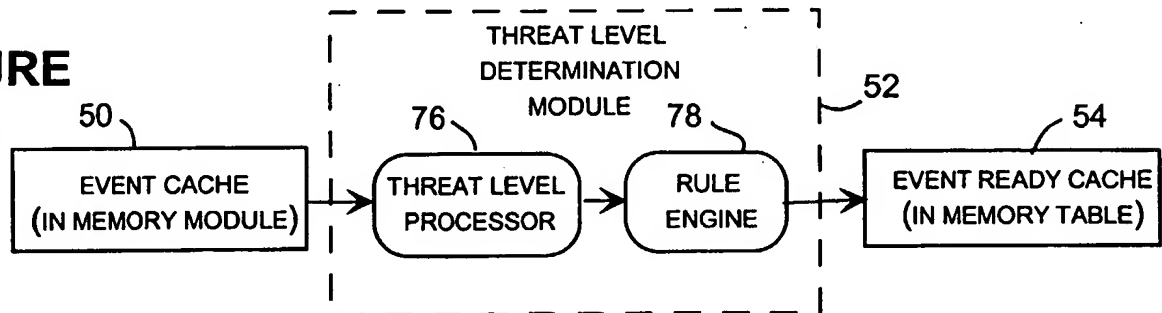 URE
THREAT LEVEL
DETERMINATION
MODULE
52
50
76
78
54
EVENT CACHE
(IN MEMORY MODULE)
THREAT LEVEL
PROCESSOR
RULE
ENGINE
EVENT READY CACHE
(IN MEMORY TABLE)